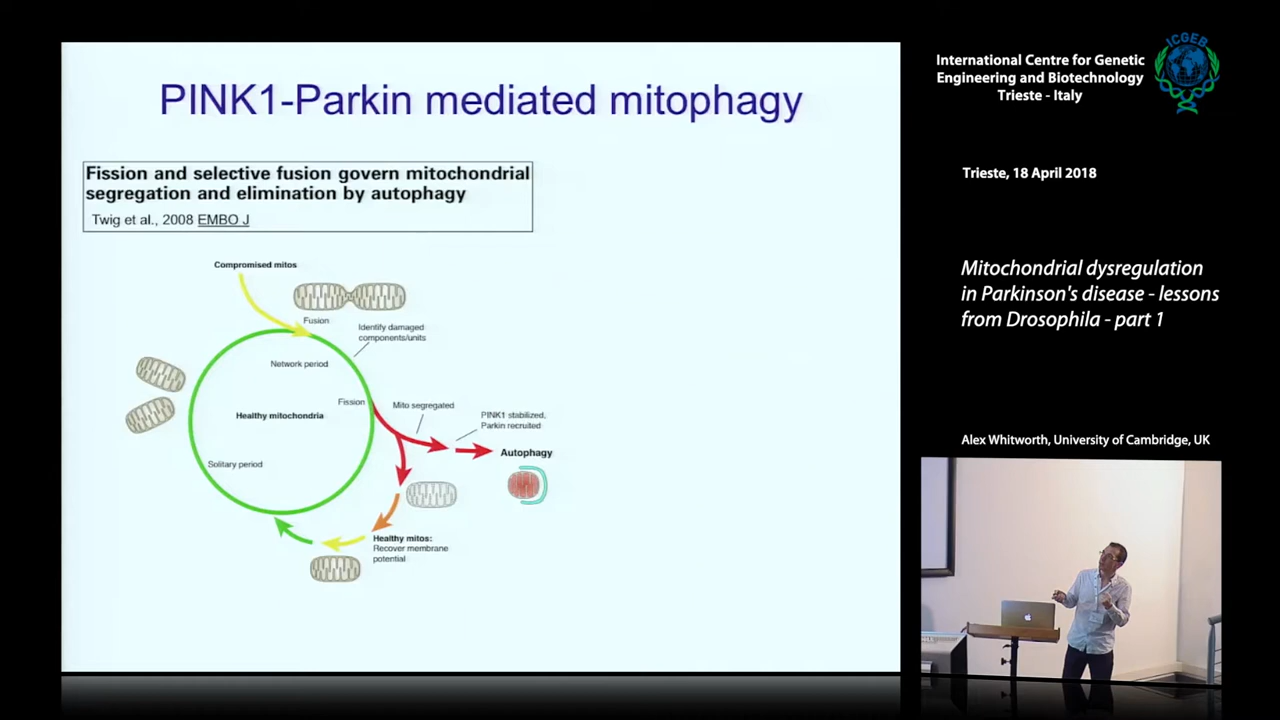 PINK1-Parkin mediated mitophagy
Fission and selective fusion govern mitochondrial
segregation and elimination by autophagy
Twig et al., 2008 EMBO J
Compromised mitos
Fusion
Identify damaged
components/units
Network period
Fission
Mito segregated
PINK1 stabilized,
Parkin recruited
Healthy mitochondria
Autophagy
Solitary period
Healthy mitos:
Recover membrane
potential
International Centre for Genetic
Engineering and Biotechnology
Trieste - Italy
ICGEB
Trieste, 18 April 2018
Mitochondrial dysregulation
in Parkinson's disease - lessons
from Drosophila - part 1
Alex Whitworth, University of Cambridge, UK